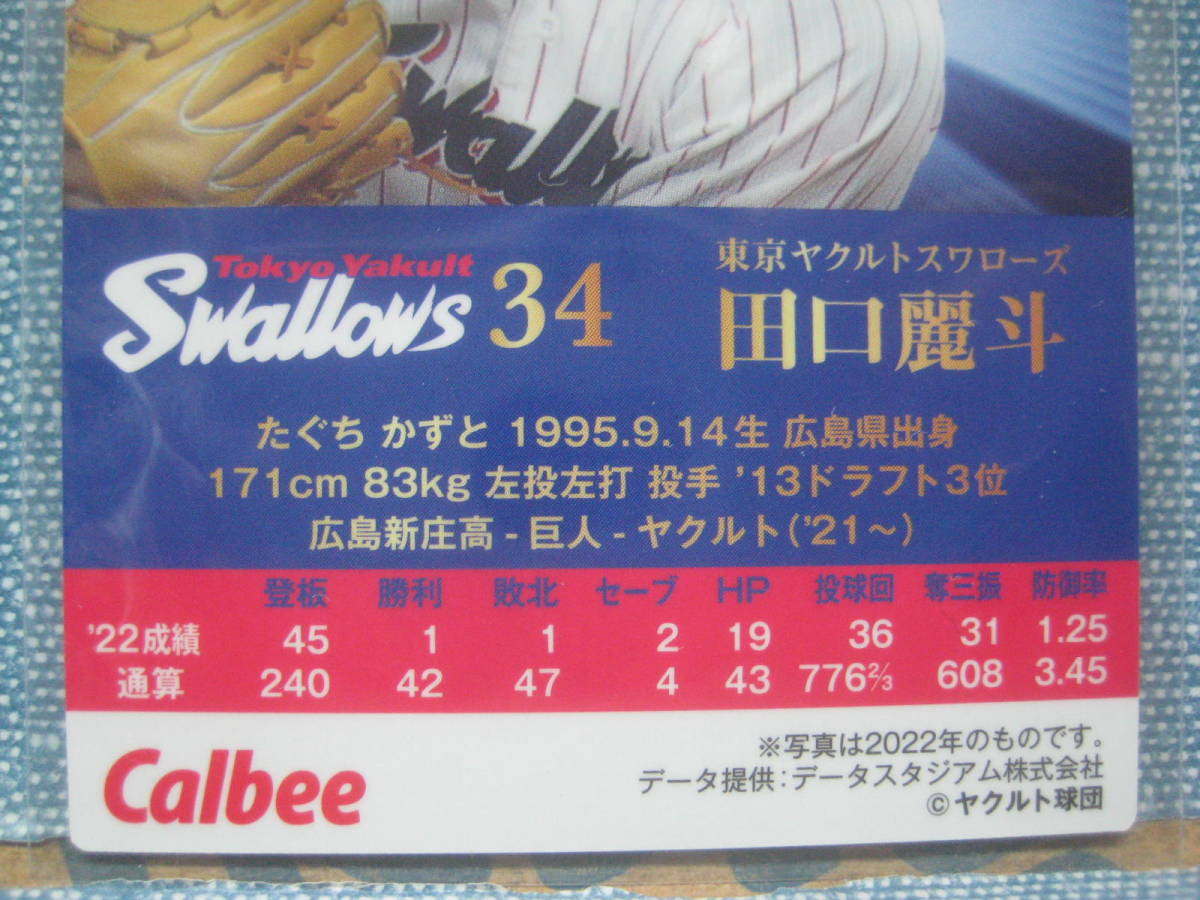 Tokyo Yakult
Swallows 34
東京ヤクルトスワローズ
田口麗斗
たぐち かずと 1995.9.14生 広島県出身
171cm 83kg 左投左打 投手 '13ドラフト3位
広島新庄高-巨人-ヤクルト('21〜)
登板 勝利 敗北 セーブ HP 投球回 奪三振 防御率
'22成績 45 1 1 2 19 36 31 1.25
通算 240 42 47 4 43 776⅔ 608 3.45
Calbee
※写真は2022年のものです。
データ提供:データスタジアム株式会社
©ヤクルト球団